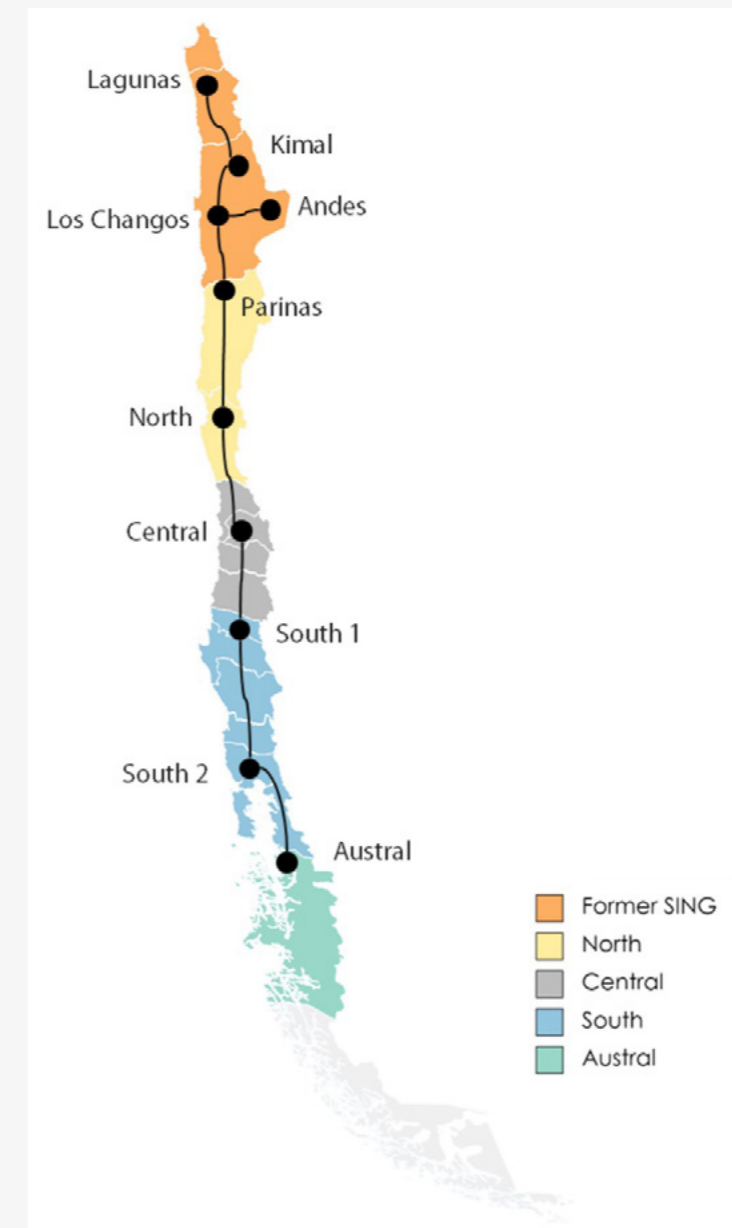 Lagunas
Kimal
Andes
Los Changos
Parinas
North
Central
South 1
South 2
Austral
Former SING
North
Central
South
Austral